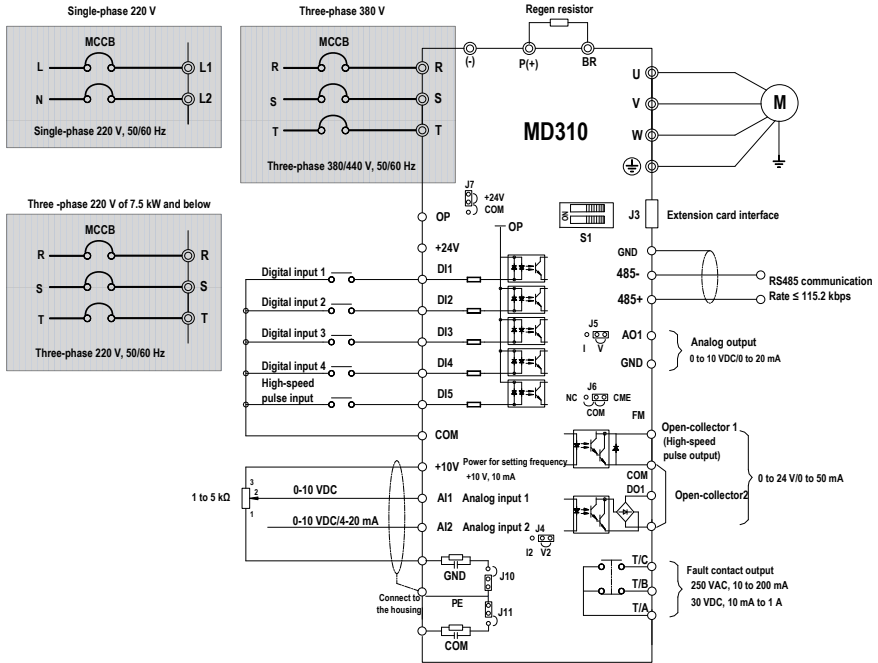 Single-phase 220 V
MCCB
L
L1
N
L2
Single-phase 220 V, 50/60 Hz
Three-phase 380 V
MCCB
R
R
S
S
T
T
Three-phase 380/440 V, 50/60 Hz
Three -phase 220 V of 7.5 kW and below
MCCB
R
R
S
S
T
T
Three-phase 220 V, 50/60 Hz
Regen resistor
(-)
P(+)
BR
MD310
U
V
W
M
J7
+24V
COM
OP
OP
+24V
ON
S1
J3
Extension card interface
GND
485-
485+
RS485 communication
Rate ≤ 115.2 kbps
Digital input 1
DI1
Digital input 2
DI2
Digital input 3
DI3
Digital input 4
DI4
High-speed
pulse input
DI5
COM
J5
I V
AO1
GND
Analog output
0 to 10 VDC/0 to 20 mA
J6
NC
CME
COM
FM
Open-collector 1
(High-speed
pulse output)
COM
DO1
Open-collector2
0 to 24 V/0 to 50 mA
+10V
Power for setting frequency
+10 V, 10 mA
1 to 5 kΩ
3
2
1
0-10 VDC
AI1
Analog input 1
0-10 VDC/4-20 mA
AI2
Analog input 2
J4
I2 V2
GND
J10
Connect to
the housing
PE
J11
COM
T/C
T/B
T/A
Fault contact output
250 VAC, 10 to 200 mA
30 VDC, 10 mA to 1 A